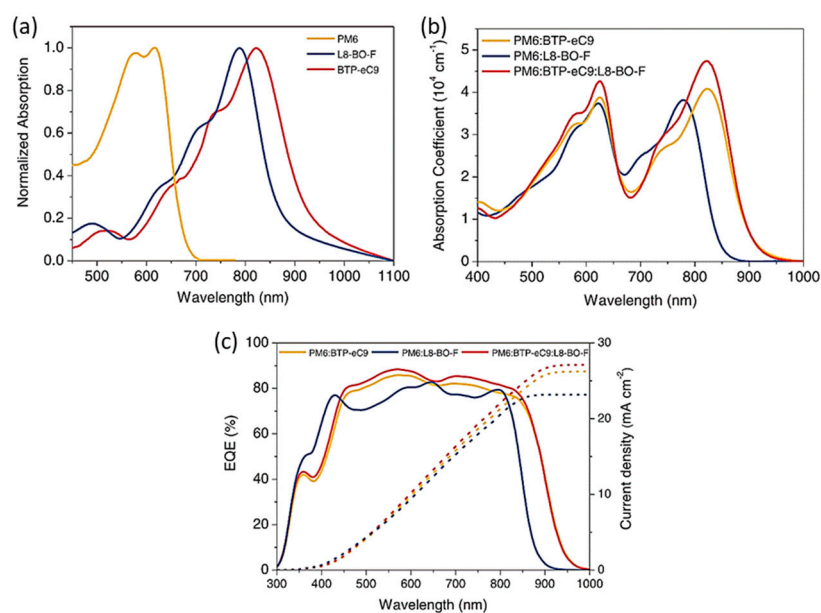 (a)
PM6
L8-BO-F
BTP-eC9
1.0
0.8
0.6
0.4
0.2
0.0
Normalized Absorption
500 600 700 800 900 1000 1100
Wavelength (nm)
(b)
PM6:BTP-eC9
PM6:L8-BO-F
PM6:BTP-eC9:L8-BO-F
5
4
3
2
1
0
Absorption Coefficient (10⁴ cm⁻¹)
400 500 600 700 800 900 1000
Wavelength (nm)
(c)
PM6:BTP-eC9 PM6:L8-BO-F PM6:BTP-eC9:L8-BO-F
100
80
60
40
20
0
EQE (%)
30
20
10
0
Current density (mA cm⁻²)
300 400 500 600 700 800 900 1000
Wavelength (nm)